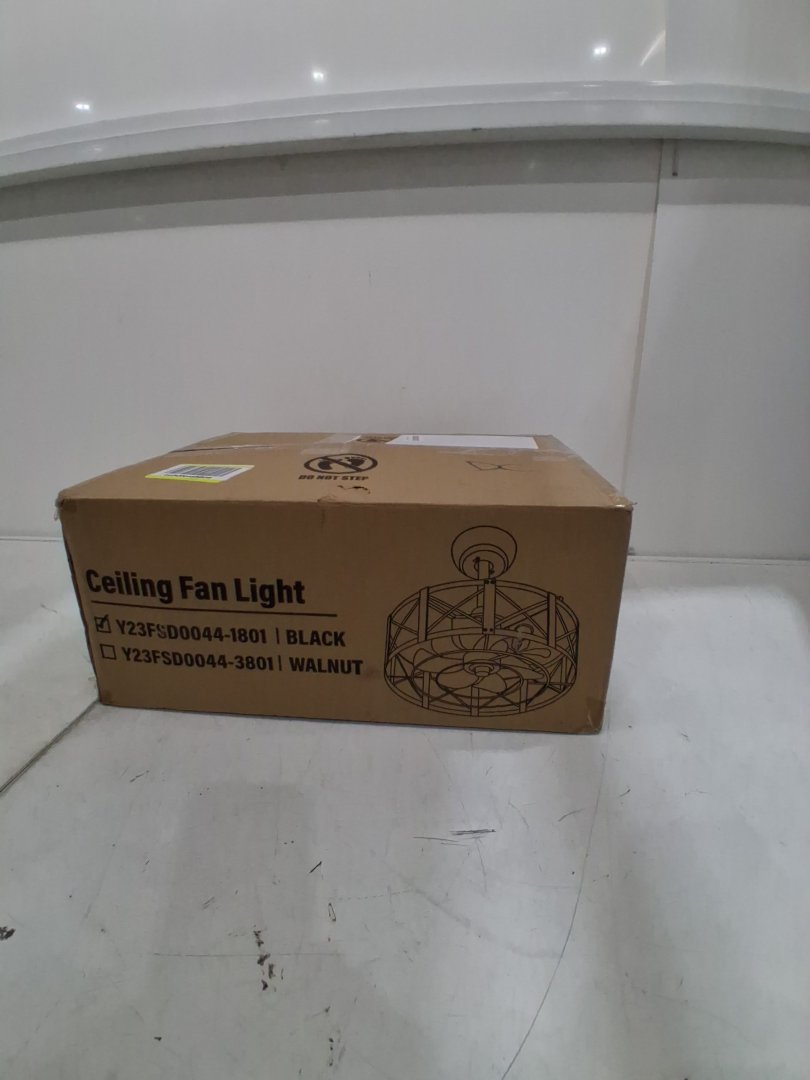 DO NOT STEP
Ceiling Fan Light
☑ Y23FSD0044-1801 | BLACK
☐ Y23FSD0044-3801 | WALNUT